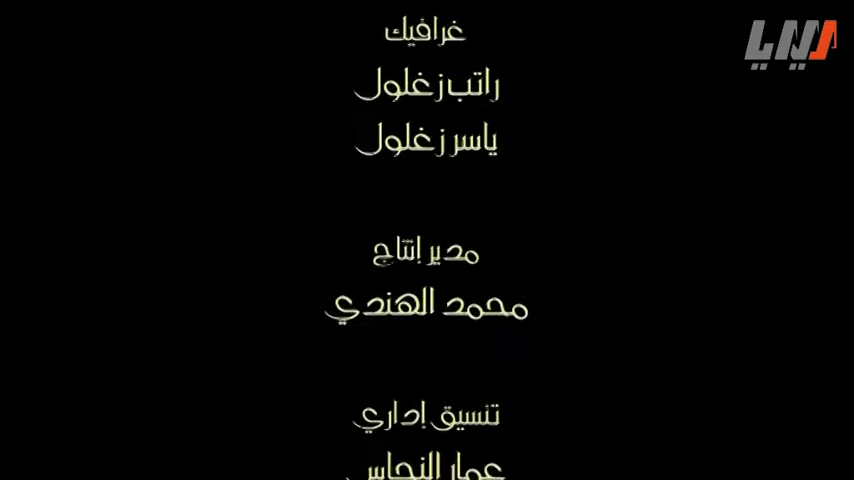 غرافيك
راتب زغلول
ياسر زغلول
مدير إنتاج
محمد الهندي
تنسيق إداري
عمار النحاس